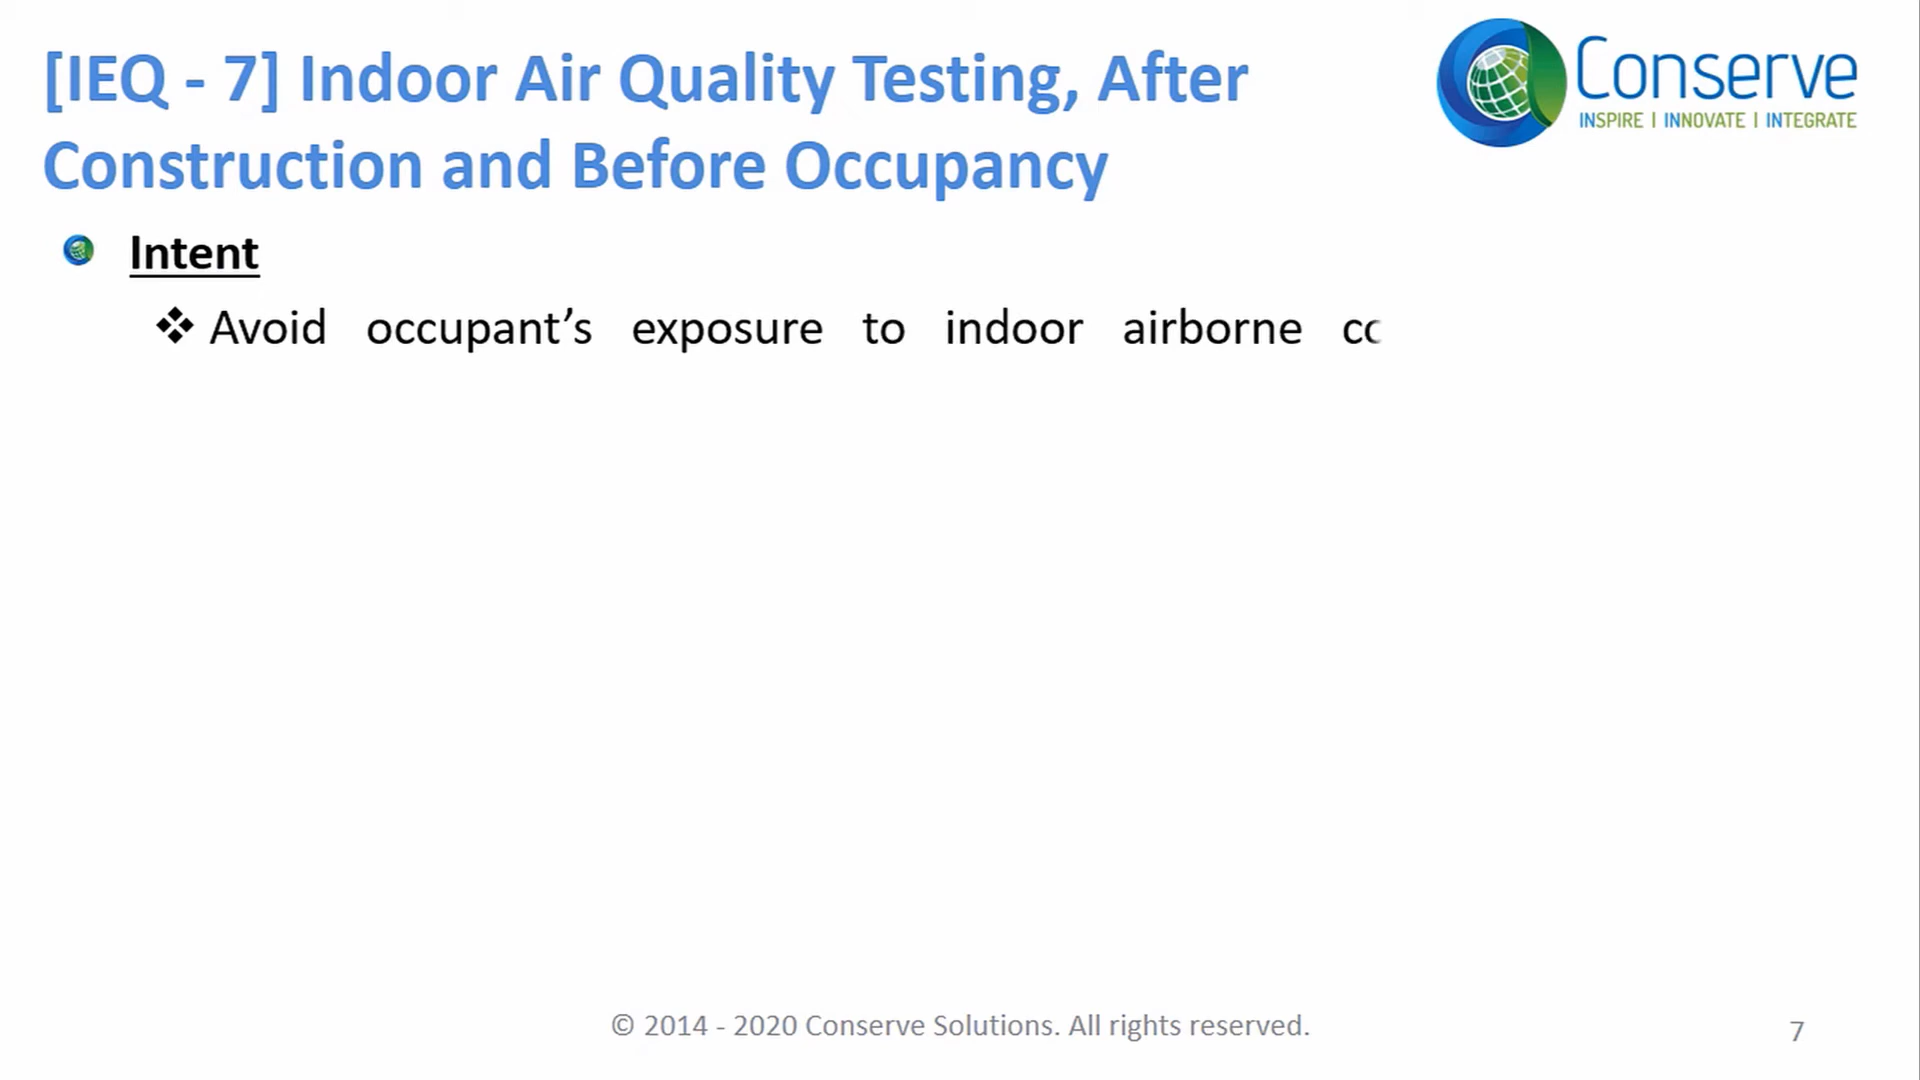 [IEQ - 7] Indoor Air Quality Testing, After
Construction and Before Occupancy
Conserve
INSPIRE | INNOVATE | INTEGRATE
Intent
Avoid occupant’s exposure to indoor airborne
© 2014 - 2020 Conserve Solutions. All rights reserved.
7